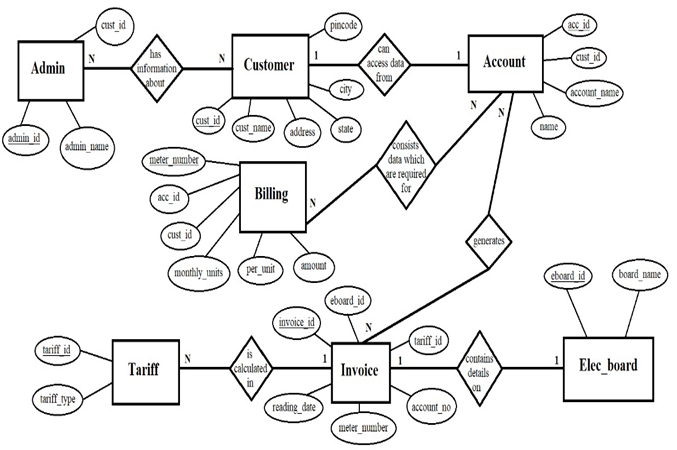 cust_id
pincode
acc_id
Admin
N
has
information
about
N
Customer
1
can
access data
from
1
Account
cust_id
city
account_name
admin_id
admin_name
cust_id
cust_name
address
state
N
N
name
meter_number
acc_id
cust_id
Billing
N
consists
data which
are required
for
monthly_units
per_unit
amount
generates
eboard_id
board_name
eboard_id
invoice_id
N
tariff_id
tariff_id
Tariff
N
is
calculated
in
1
Invoice
1
contains
details
on
1
Elec_board
tariff_type
reading_date
account_no
meter_number